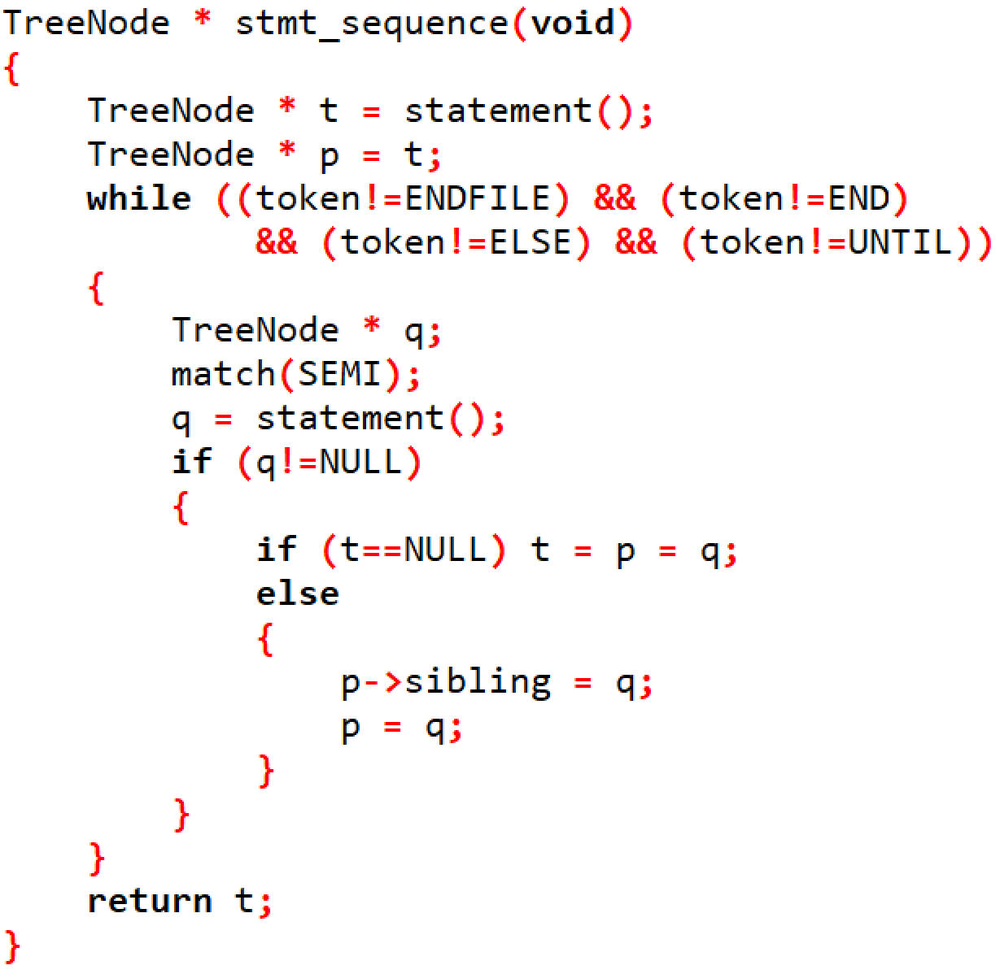 TreeNode * stmt_sequence(void)
{
    TreeNode * t = statement();
    TreeNode * p = t;
    while ((token!=ENDFILE) && (token!=END)
            && (token!=ELSE) && (token!=UNTIL))
    {
        TreeNode * q;
        match(SEMI);
        q = statement();
        if (q!=NULL)
        {
            if (t==NULL) t = p = q;
            else
            {
                p->sibling = q;
                p = q;
            }
        }
    }
    return t;
}